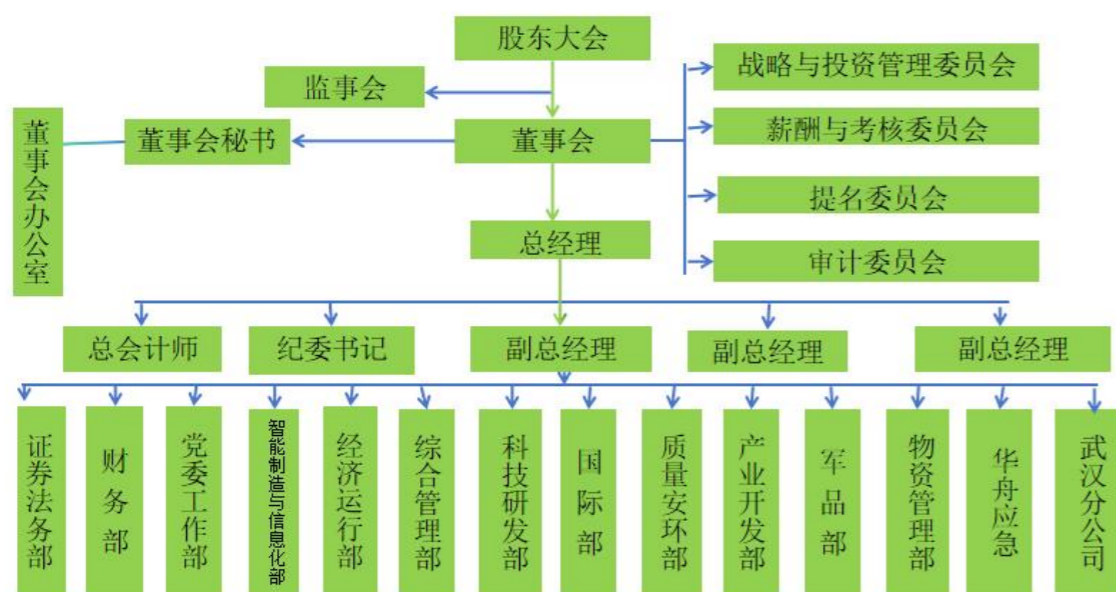 股东大会
战略与投资管理委员会
监事会
薪酬与考核委员会
董事会办公室
董事会秘书
董事会
提名委员会
总经理
审计委员会
总会计师
纪委书记
副总经理
副总经理
副总经理
证券法务部
财务部
党委工作部
智能制造与信息化部
经济运行部
综合管理部
科技研发部
国际部
质量安环部
产业开发部
军品部
物资管理部
华舟应急
武汉分公司